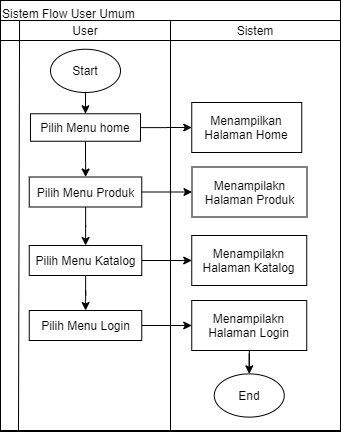 Sistem Flow User Umum
User
Sistem
Start
Pilih Menu home
Menampilkan
Halaman Home
Pilih Menu Produk
Menampilakn
Halaman Produk
Pilih Menu Katalog
Menampilakn
Halaman Katalog
Pilih Menu Login
Menampilakn
Halaman Login
End